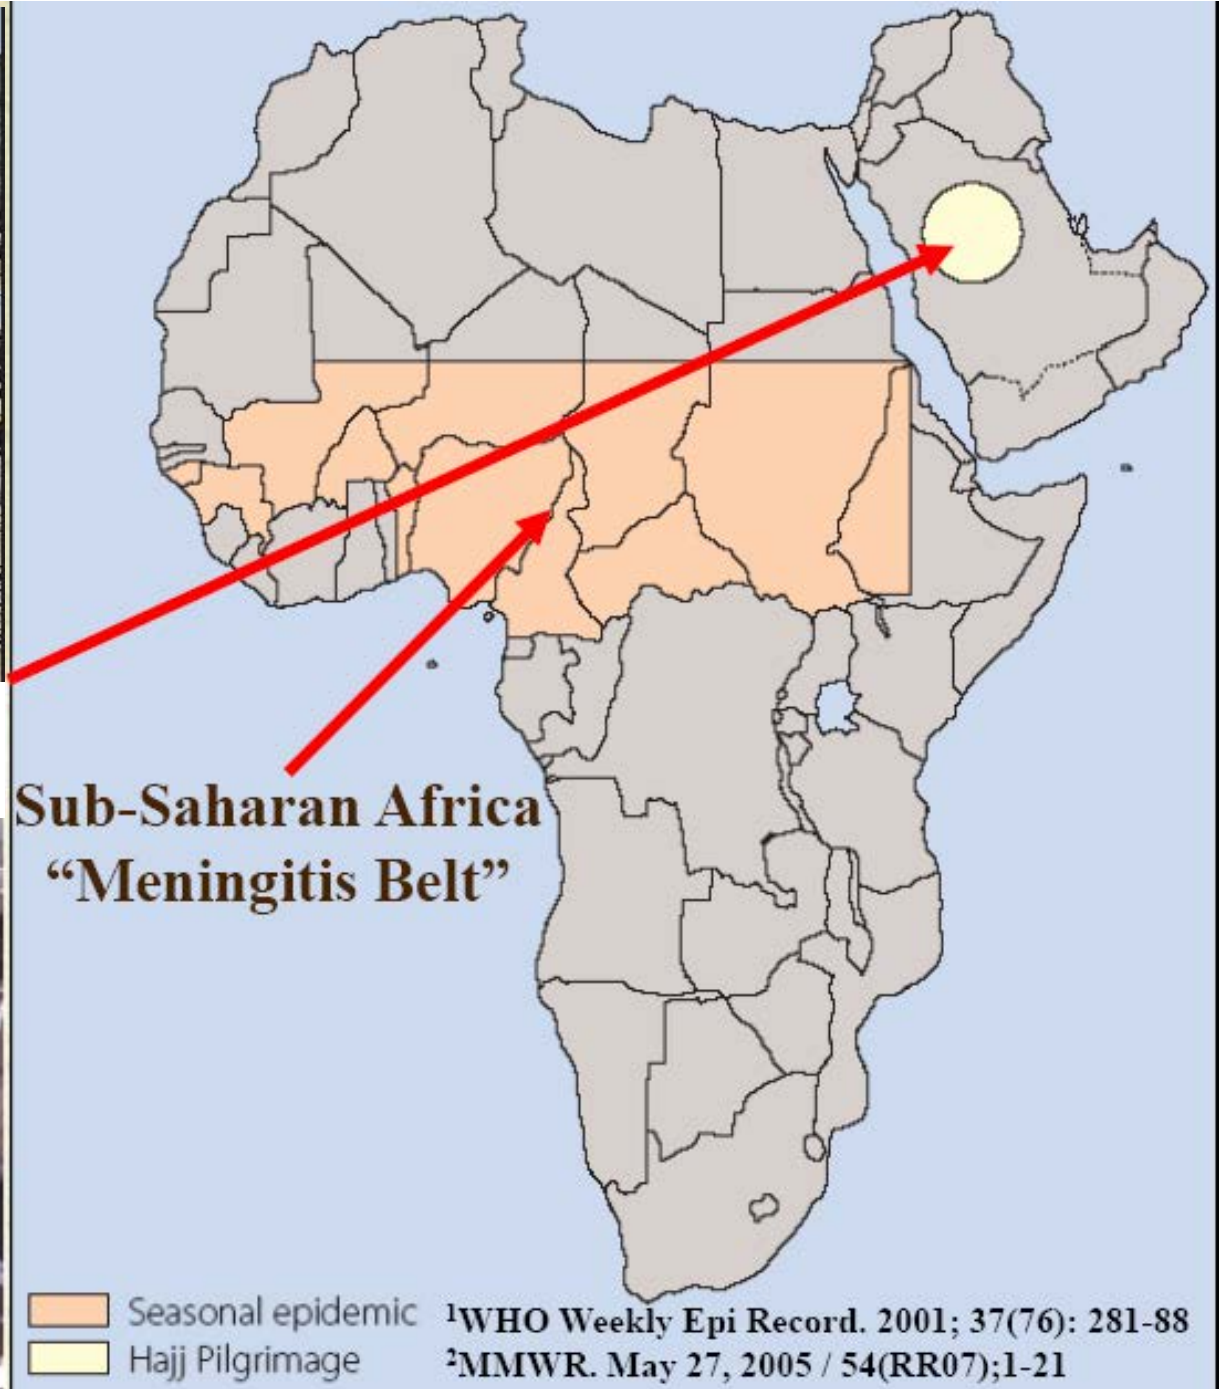 Sub-Saharan Africa
“Meningitis Belt”
Seasonal epidemic
Hajj Pilgrimage
¹WHO Weekly Epi Record. 2001; 37(76): 281-88
²MMWR. May 27, 2005 / 54(RR07);1-21